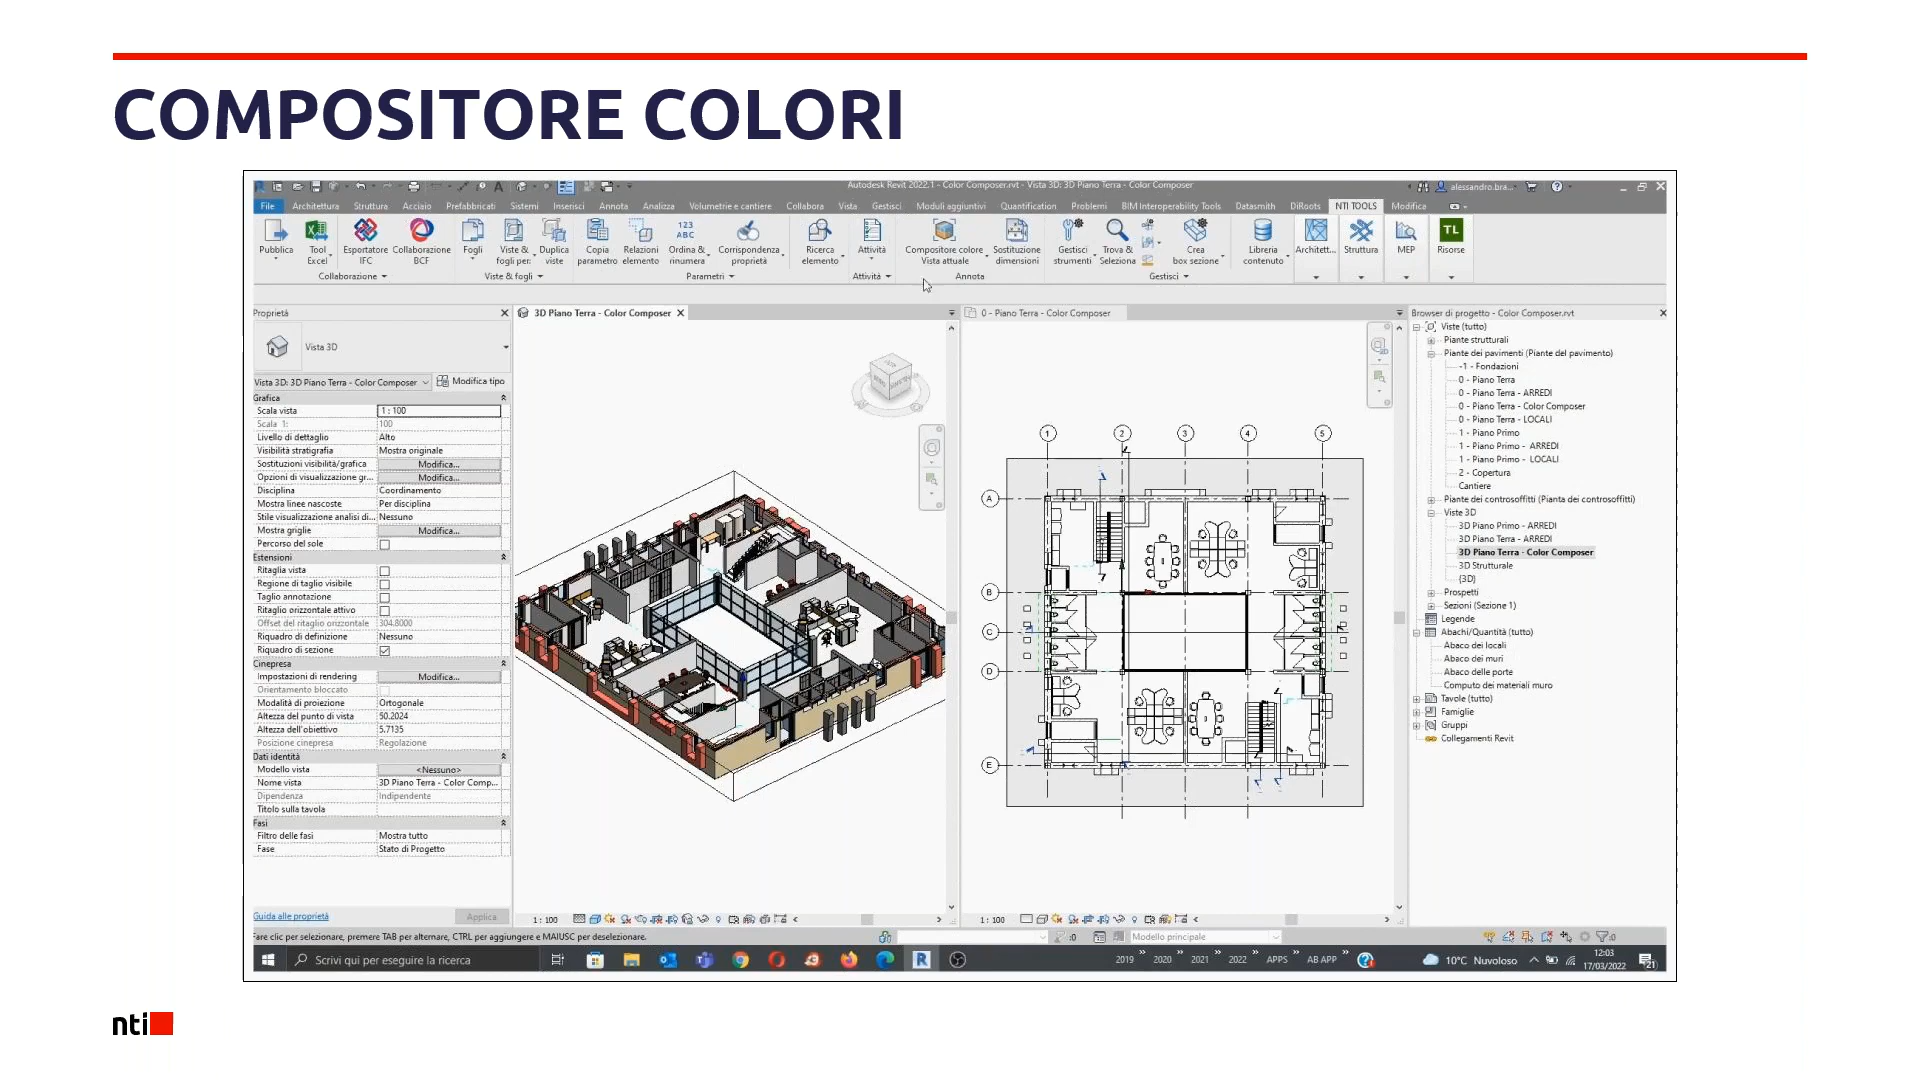 COMPOSITORE COLORI
Autodesk Revit 2022.1 - Color Composer.rvt - Vista 3D: 3D Piano Terra - Color Composer
alessandro.bra...
File Architettura Struttura Acciaio Prefabbricati Sistemi Inserisci Annota Analizza Volumetrie e cantiere Collabora Vista Gestisci Moduli aggiuntivi Quantification Problemi BIM Interoperability Tools Datasmith DiRoots NTI TOOLS Modifica
Pubblica Tool Excel Esportatore IFC Collaborazione BCF Fogli Viste & fogli per: Duplica viste Copia parametro Relazioni elemento 123 ABC Ordina & rinumera Corrispondenza proprietà Ricerca elemento Attività Compositore colore Vista attuale Sostituzione dimensioni Gestisci strumenti Trova & Seleziona Crea box sezione Libreria contenuto Architett... Struttura MEP TL Risorse
Collaborazione Viste & fogli Parametri Attività Annota Gestisci
Proprietà
Vista 3D
Vista 3D: 3D Piano Terra - Color Composer Modifica tipo
Grafica
Scala vista 1 : 100
Scala 1: 100
Livello di dettaglio Alto
Visibilità stratigrafia Mostra originale
Sostituzioni visibilità/grafica Modifica...
Opzioni di visualizzazione gr... Modifica...
Disciplina Coordinamento
Mostra linee nascoste Per disciplina
Stile visualizzazione analisi di... Nessuno
Mostra griglie Modifica...
Percorso del sole
Estensioni
Ritaglia vista
Regione di taglio visibile
Taglio annotazione
Ritaglio orizzontale attivo
Offset del ritaglio orizzontale 304.8000
Riquadro di definizione Nessuno
Riquadro di sezione
Cinepresa
Impostazioni di rendering Modifica...
Orientamento bloccato
Modalità di proiezione Ortogonale
Altezza del punto di vista 50.2024
Altezza dell'obiettivo 5.7135
Posizione cinepresa Regolazione
Dati identità
Modello vista <Nessuno>
Nome vista 3D Piano Terra - Color Comp...
Dipendenza Indipendente
Titolo sulla tavola
Fasi
Filtro delle fasi Mostra tutto
Fase Stato di Progetto
Guida alle proprietà Applica
3D Piano Terra - Color Composer
1 : 100
0 - Piano Terra - Color Composer
1 2 3 4 5
A
B
C
D
E
1 : 100
Browser di progetto - Color Composer.rvt
Viste (tutto)
Piante strutturali
Piante dei pavimenti (Piante del pavimento)
-1 - Fondazioni
0 - Piano Terra
0 - Piano Terra - ARREDI
0 - Piano Terra - Color Composer
0 - Piano Terra - LOCALI
1 - Piano Primo
1 - Piano Primo - ARREDI
1 - Piano Primo - LOCALI
2 - Copertura
Cantiere
Piante dei controsoffitti (Pianta dei controsoffitti)
Viste 3D
3D Piano Primo - ARREDI
3D Piano Terra - ARREDI
3D Piano Terra - Color Composer
3D Strutturale
{3D}
Prospetti
Sezioni (Sezione 1)
Legende
Abachi/Quantità (tutto)
Abaco dei locali
Abaco dei muri
Abaco delle porte
Computo dei materiali muro
Tavole (tutto)
Famiglie
Gruppi
Collegamenti Revit
Fare clic per selezionare, premere TAB per alternare, CTRL per aggiungere e MAIUSC per deselezionare.
:0 Modello principale :0
Scrivi qui per eseguire la ricerca
2019 2020 2021 2022 APPS AB APP 10°C Nuvoloso 12:03 17/03/2022 21
nti